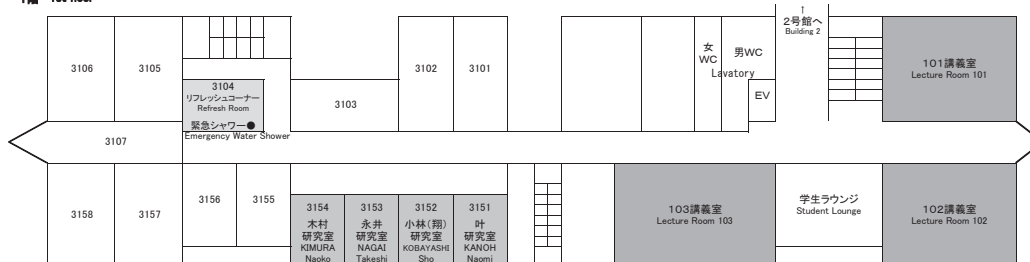 1階 1st floor
3106
3105
3104
リフレッシュコーナー
Refresh Room
緊急シャワー●
Emergency Water Shower
3103
3102
3101
女
WC
男WC
Lavatory
EV
↑
2号館へ
Building 2
101講義室
Lecture Room 101
3107
3158
3157
3156
3155
3154
木村
研究室
KIMURA
Naoko
3153
永井
研究室
NAGAI
Takeshi
3152
小林(翔)
研究室
KOBAYASHI
Sho
3151
叶
研究室
KANOH
Naomi
103講義室
Lecture Room 103
学生ラウンジ
Student Lounge
102講義室
Lecture Room 102